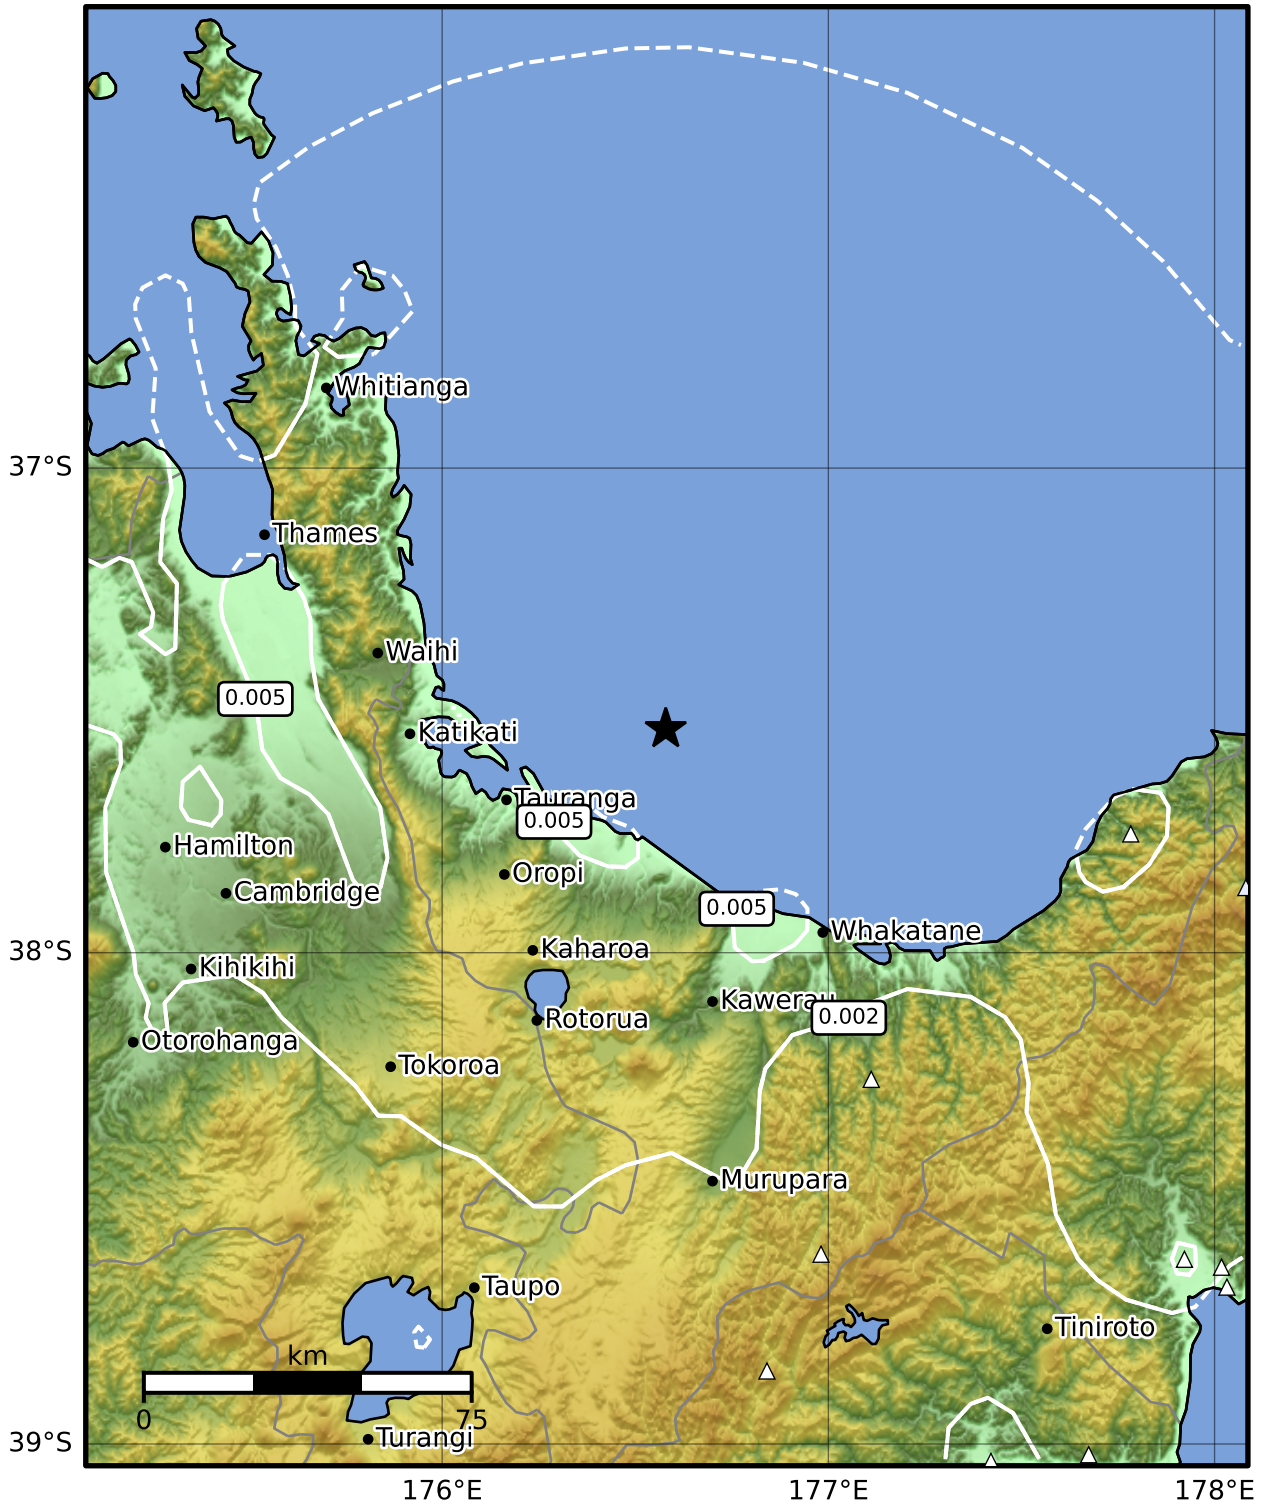 Whitianga
37°S
Thames
Waihi
0.005
Katikati
Tauranga
0.005
Hamilton
Oropi
Cambridge
0.005
Whakatane
38°S
Kaharoa
Kihikihi
Kawerau
0.002
Rotorua
Otorohanga
Tokoroa
Murupara
Taupo
Tiniroto
km
0
75
Turangi
39°S
176°E
177°E
178°E